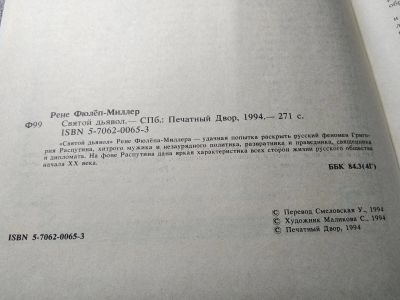 Рене Фюлёп-Миллер
Ф99 Святой дьявол.— СПб.: Печатный Двор, 1994.— 271 с.
ISBN 5-7062-0065-3
«Святой дьявол» Рене Фюлёп-Миллера — удачная попытка раскрыть русский феномен Григо-
рия Распутина, хитрого мужика и незаурядного политика, развратника и праведника, священника
и дипломата. На фове Распутина дана яркая характеристика всех сторон жизни русского общества
начала XX века.
ББК 84.3(4Г)
© Перевод Смеловская У., 1994
© Художник Маликова С., 1994
© Печатный Двор, 1994
ISBN 5-7062-0065-3